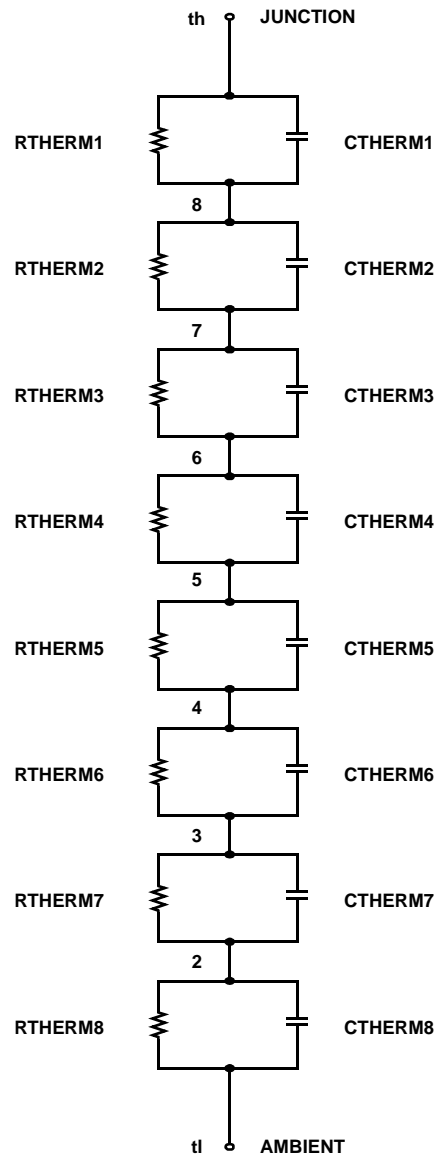 th JUNCTION
RTHERM1 CTHERM1
8
RTHERM2 CTHERM2
7
RTHERM3 CTHERM3
6
RTHERM4 CTHERM4
5
RTHERM5 CTHERM5
4
RTHERM6 CTHERM6
3
RTHERM7 CTHERM7
2
RTHERM8 CTHERM8
tl AMBIENT